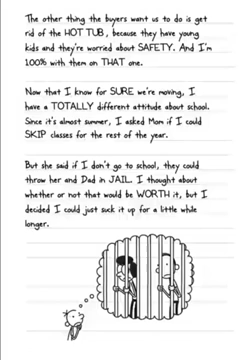 The other thing the buyers want us to do is get
rid of the HOT TUB, because they have young
kids and they're worried about SAFETY. And I'm
100% with them on THAT one.
Now that I know for SURE we're moving, I
have a TOTALLY different attitude about school.
Since it's almost summer, I asked Mom if I could
SKIP classes for the rest of the year.
But she said if I don't go to school, they could
throw her and Dad in JAIL. I thought about
whether or not that would be WORTH it, but I
decided I could just suck it up for a little while
longer.